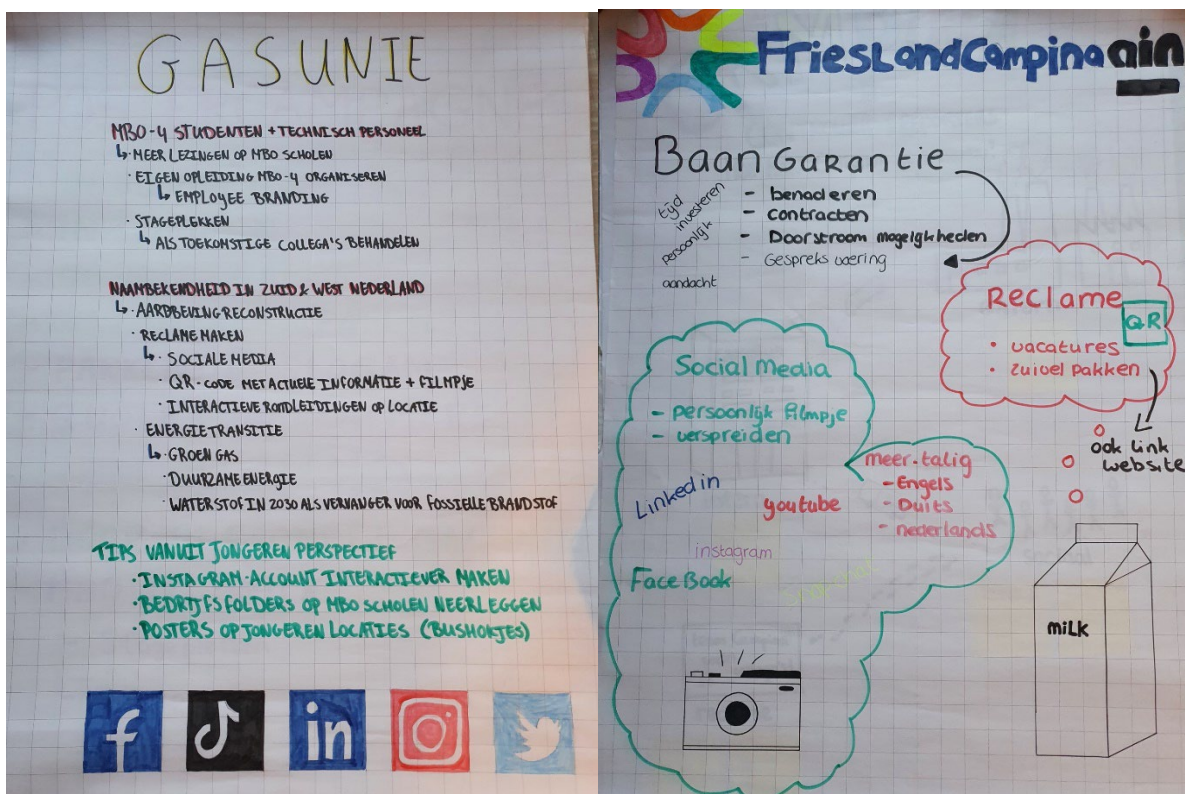 GASUNIE
MBO-4 STUDENTEN + TECHNISCH PERSONEEL
↳ · MEER LEZINGEN OP MBO SCHOLEN
· EIGEN OPLEIDING MBO-4 ORGANISEREN
↳ EMPLOYEE BRANDING
· STAGEPLEKKEN
↳ ALS TOEKOMSTIGE COLLEGA'S BEHANDELEN
NAAMBEKENDHEID IN ZUID & WEST NEDERLAND
↳ · AARDBEVING RECONSTRUCTIE
· RECLAME MAKEN
↳ · SOCIALE MEDIA
· QR-CODE MET ACTUELE INFORMATIE + FILMPJE
· INTERACTIEVE RONDLEIDINGEN OP LOCATIE
· ENERGIETRANSITIE
↳ · GROEN GAS
· DUURZAME ENERGIE
· WATERSTOF IN 2030 ALS VERVANGER VOOR FOSSIELE BRANDSTOF
TIPS VANUIT JONGEREN PERSPECTIEF
· INSTAGRAM-ACCOUNT INTERACTIEVER MAKEN
· BEDRIJFSFOLDERS OP MBO SCHOLEN NEERLEGGEN
· POSTERS OP JONGEREN LOCATIES (BUSHOKJES)
f
in
FrieslandCampina ain
Baan Garantie
tijd
investeren
persoonlijk
aandacht
- benaderen
- contracten
- Doorstroom mogelijkheden
- Gespreks voering
Reclame
QR
• vacatures
• zuivel pakken
ook link
website
Social media
- persoonlijk filmpje
- verspreiden
meer-talig
- Engels
- Duits
- nederlands
Linked in
youtube
instagram
FaceBook
Snapchat
milk